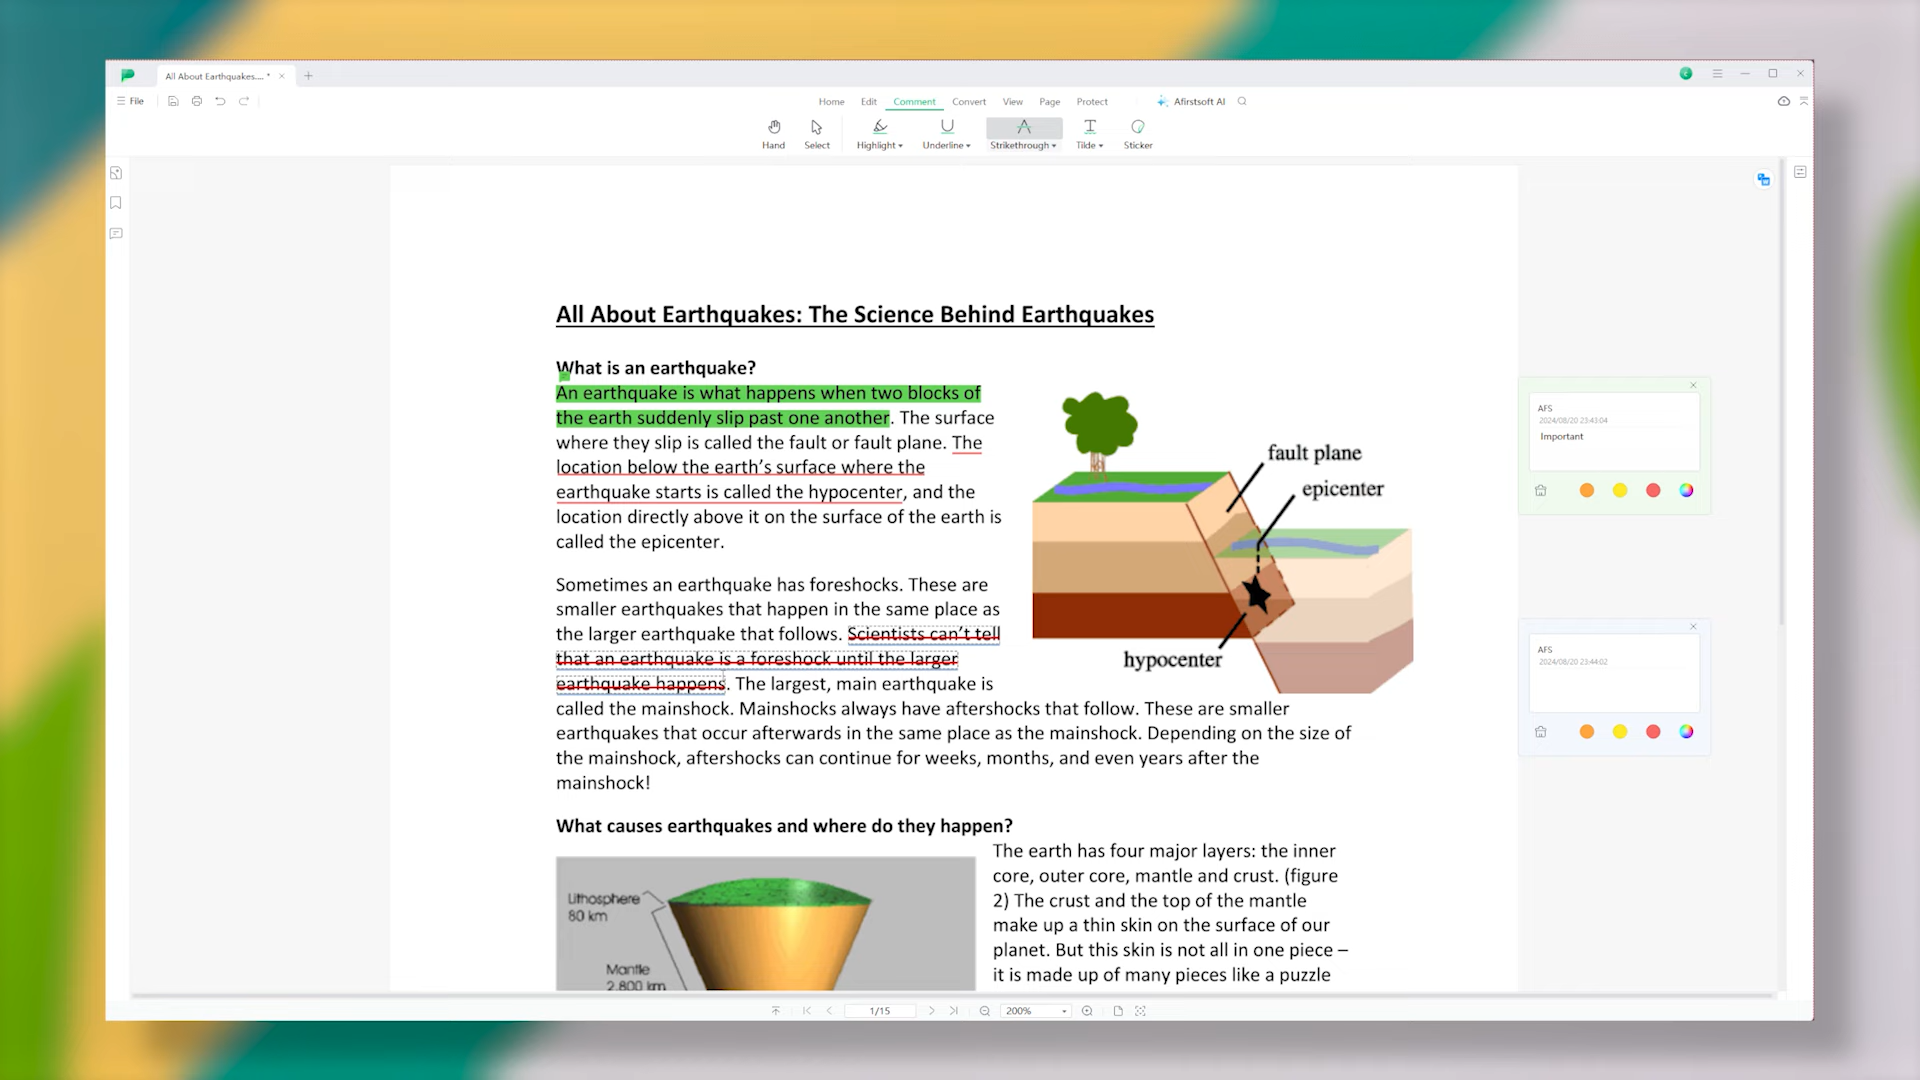 All About Earthquakes.... *
File
Home Edit Comment Convert View Page Protect Afirstsoft AI
Hand Select Highlight Underline Strikethrough Tilde Sticker
All About Earthquakes: The Science Behind Earthquakes
What is an earthquake?
An earthquake is what happens when two blocks of
the earth suddenly slip past one another. The surface
where they slip is called the fault or fault plane. The
location below the earth’s surface where the
earthquake starts is called the hypocenter, and the
location directly above it on the surface of the earth is
called the epicenter.
fault plane
epicenter
hypocenter
Sometimes an earthquake has foreshocks. These are
smaller earthquakes that happen in the same place as
the larger earthquake that follows. Scientists can’t tell
that an earthquake is a foreshock until the larger
earthquake happens. The largest, main earthquake is
called the mainshock. Mainshocks always have aftershocks that follow. These are smaller
earthquakes that occur afterwards in the same place as the mainshock. Depending on the size of
the mainshock, aftershocks can continue for weeks, months, and even years after the
mainshock!
What causes earthquakes and where do they happen?
Lithosphere
80 km
Mantle
2,800 km
The earth has four major layers: the inner
core, outer core, mantle and crust. (figure
2) The crust and the top of the mantle
make up a thin skin on the surface of our
planet. But this skin is not all in one piece –
it is made up of many pieces like a puzzle
AFS
2024/08/20 23:43:04
Important
AFS
2024/08/20 23:44:02
1/15
200%